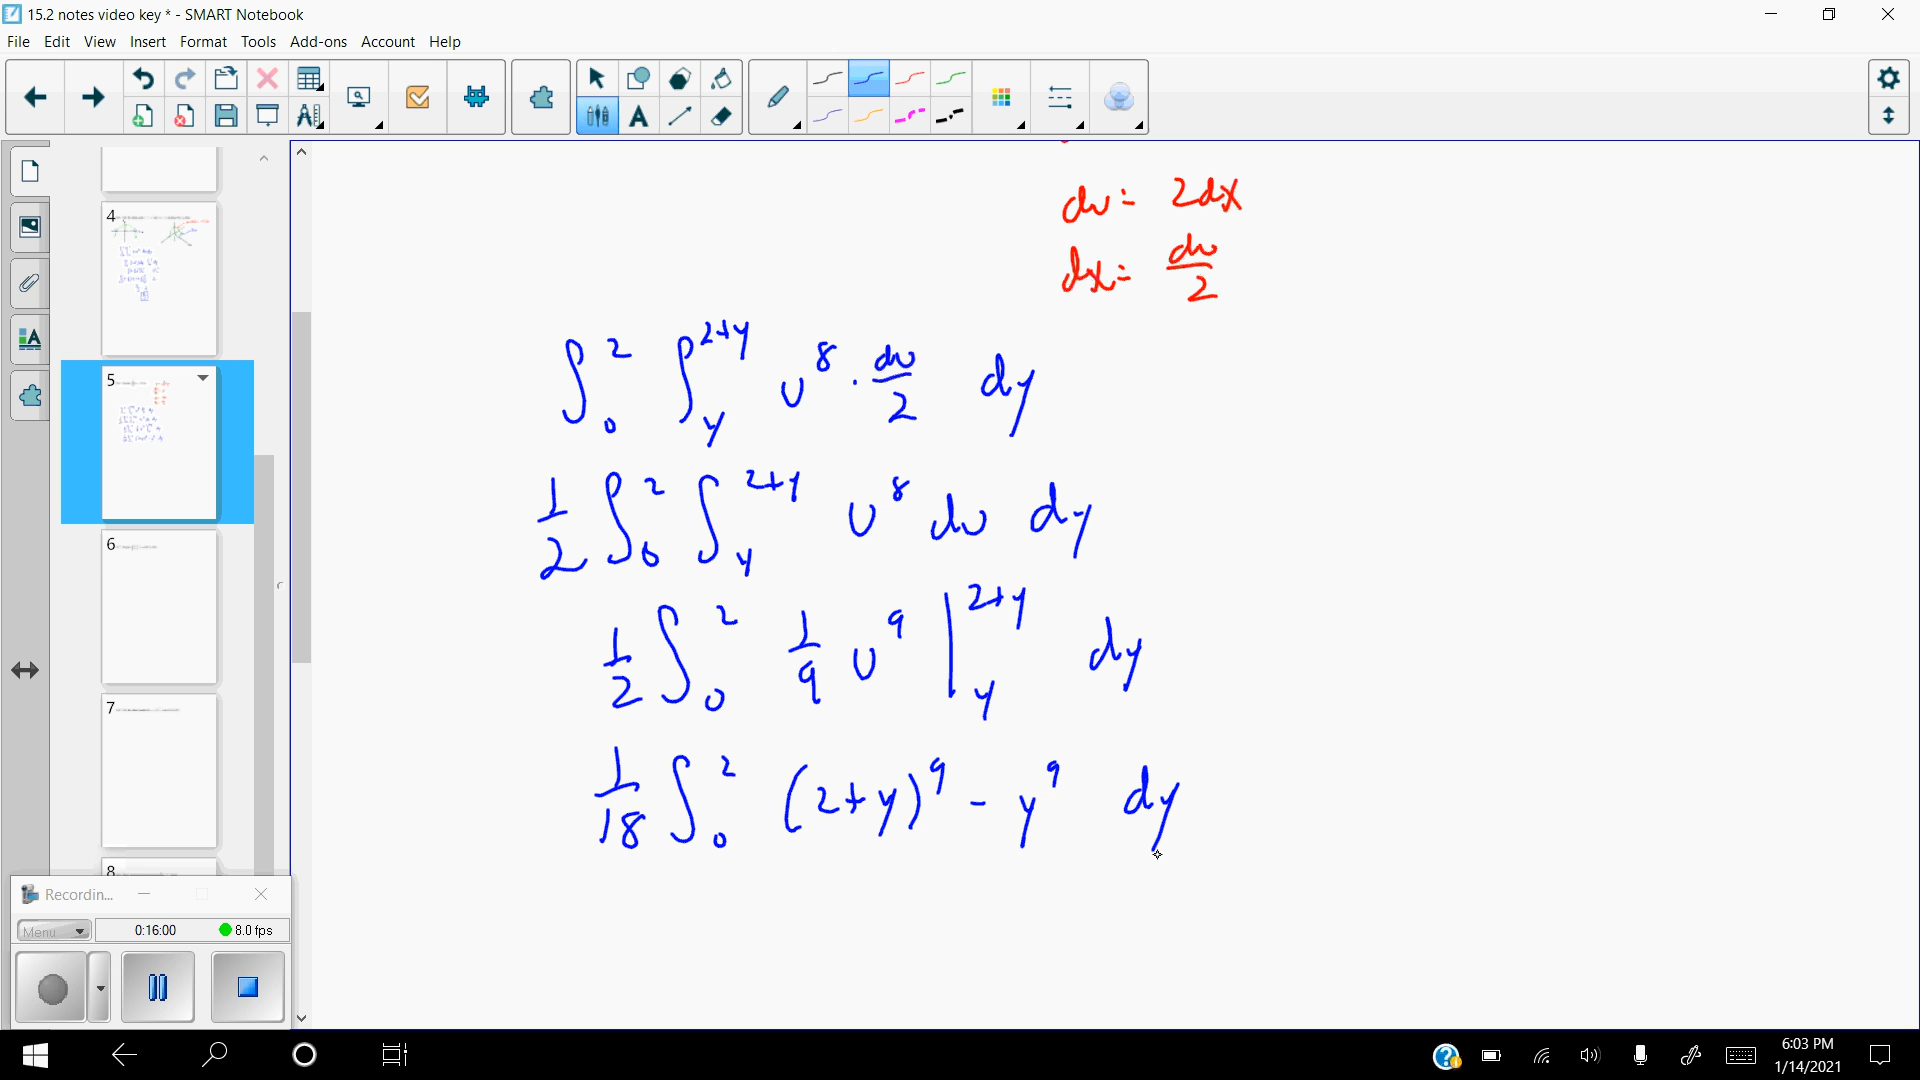 15.2 notes video key * - SMART Notebook
File Edit View Insert Format Tools Add-ons Account Help
4
5
6
7
8
du = 2dx
dx = du/2
∫₀² ∫_y^{2+y} u⁸ · du/2 dy
1/2 ∫₀² ∫_y^{2+y} u⁸ du dy
1/2 ∫₀² 1/9 u⁹ |_y^{2+y} dy
1/18 ∫₀² (2+y)⁹ - y⁹ dy
Recordin...
Menu 0:16:00 8.0 fps
6:03 PM
1/14/2021